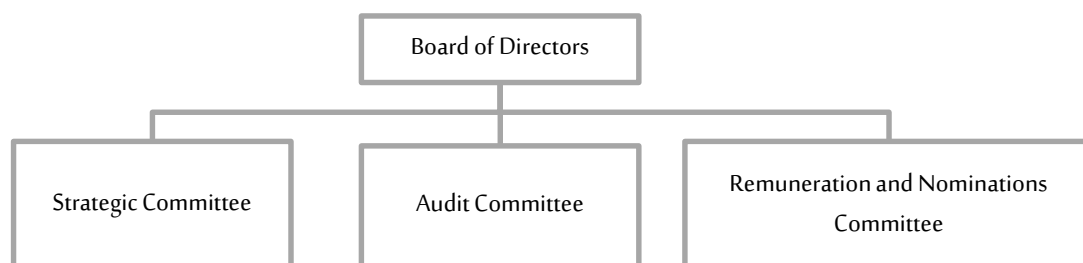 Board of Directors
Strategic Committee
Audit Committee
Remuneration and Nominations
Committee